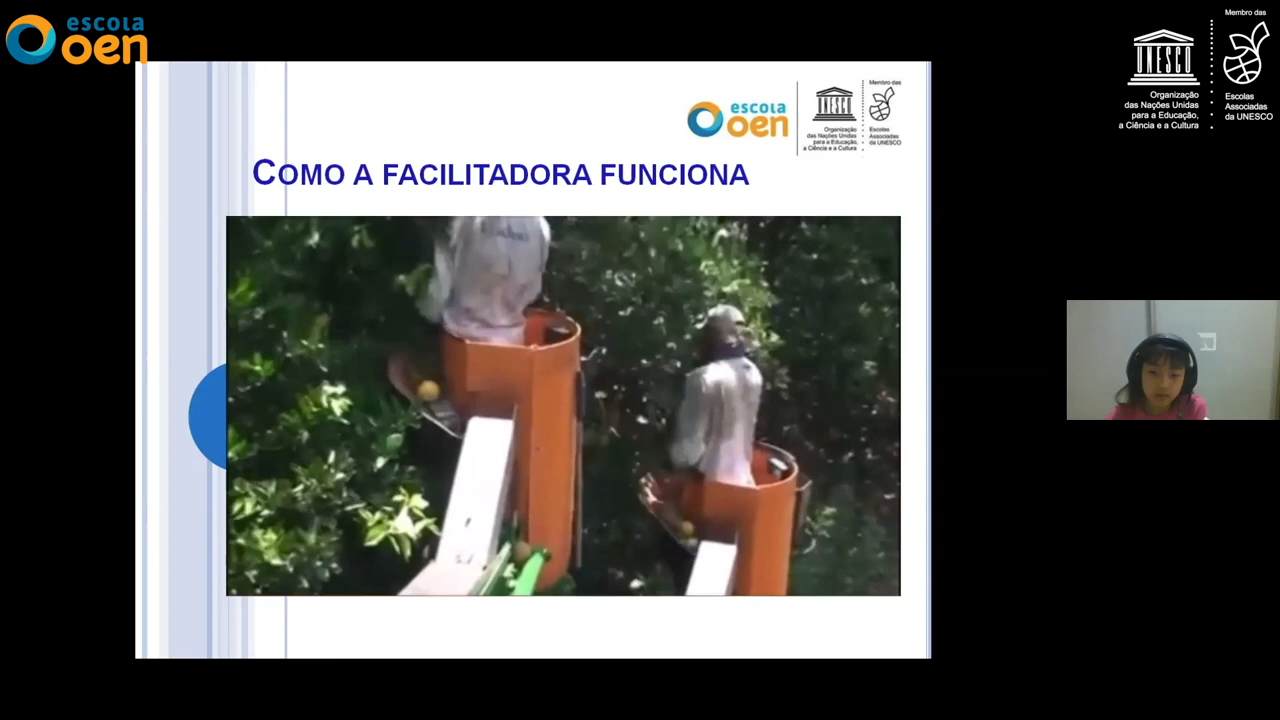 escola
oen
UNESCO
Organização
das Nações Unidas
para a Educação,
a Ciência e a Cultura
Membro das
Escolas
Associadas
da UNESCO
escola
oen
UNESCO
Organização
das Nações Unidas
para a Educação,
a Ciência e a Cultura
Membro das
Escolas
Associadas
da UNESCO
COMO A FACILITADORA FUNCIONA